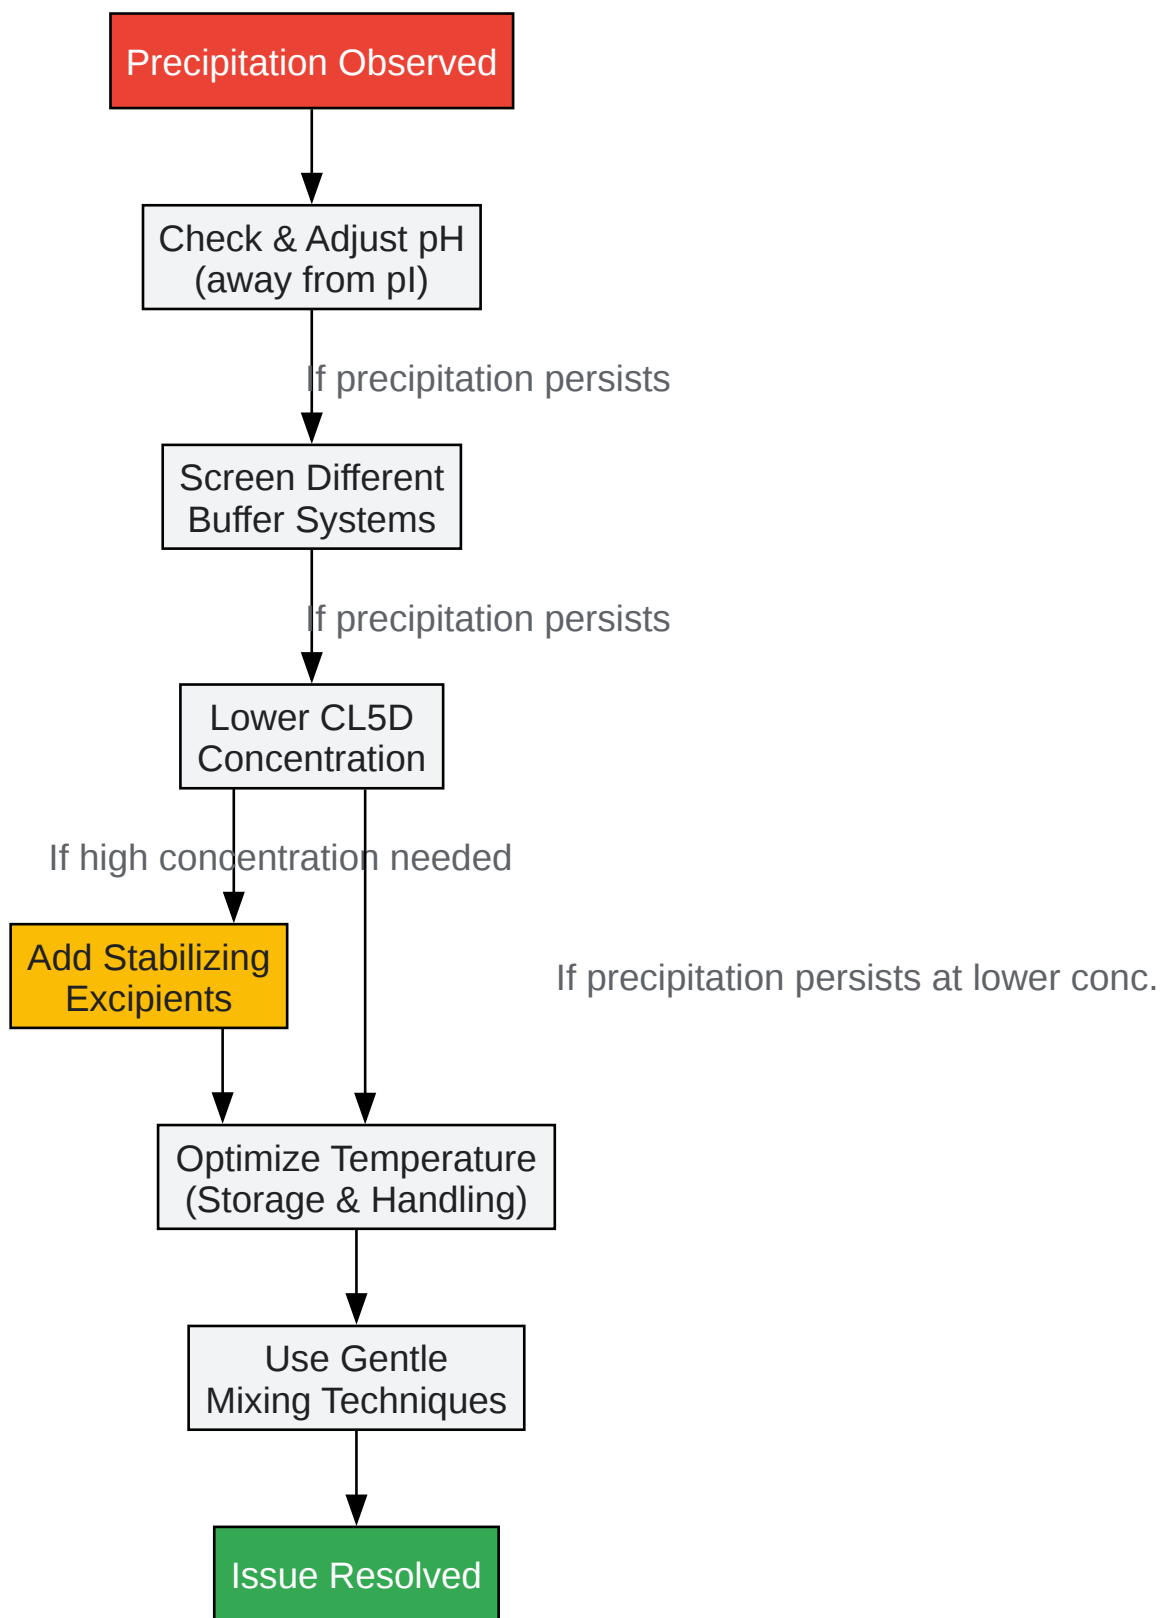 Precipitation Observed
Check & Adjust pH
(away from pI)
If precipitation persists
Screen Different
Buffer Systems
If precipitation persists
Lower CL5D
Concentration
If high concentration needed
Add Stabilizing
Excipients
If precipitation persists at lower conc.
Optimize Temperature
(Storage & Handling)
Use Gentle
Mixing Techniques
Issue Resolved